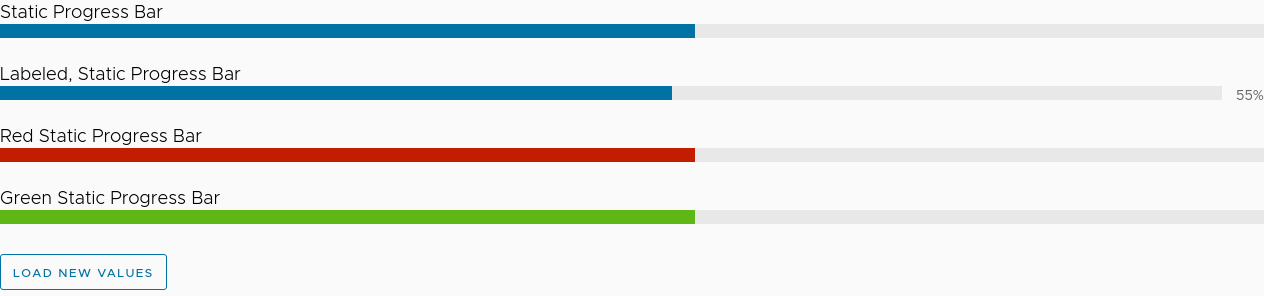 Static Progress Bar
Labeled, Static Progress Bar
55%
Red Static Progress Bar
Green Static Progress Bar
LOAD NEW VALUES